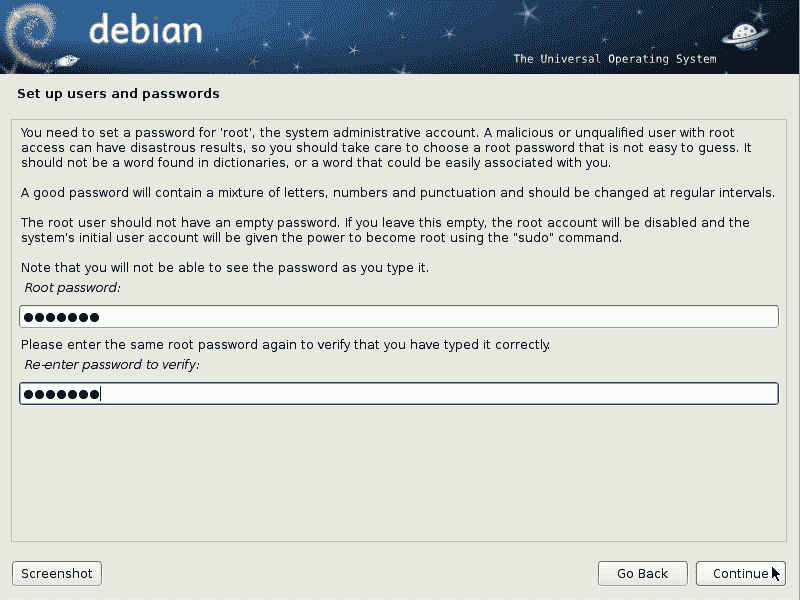 debian
The Universal Operating System
Set up users and passwords
You need to set a password for 'root', the system administrative account. A malicious or unqualified user with root
access can have disastrous results, so you should take care to choose a root password that is not easy to guess. It
should not be a word found in dictionaries, or a word that could be easily associated with you.
A good password will contain a mixture of letters, numbers and punctuation and should be changed at regular intervals.
The root user should not have an empty password. If you leave this empty, the root account will be disabled and the
system's initial user account will be given the power to become root using the "sudo" command.
Note that you will not be able to see the password as you type it.
Root password:
●●●●●●●
Please enter the same root password again to verify that you have typed it correctly.
Re-enter password to verify:
●●●●●●●
Screenshot
Go Back
Continue